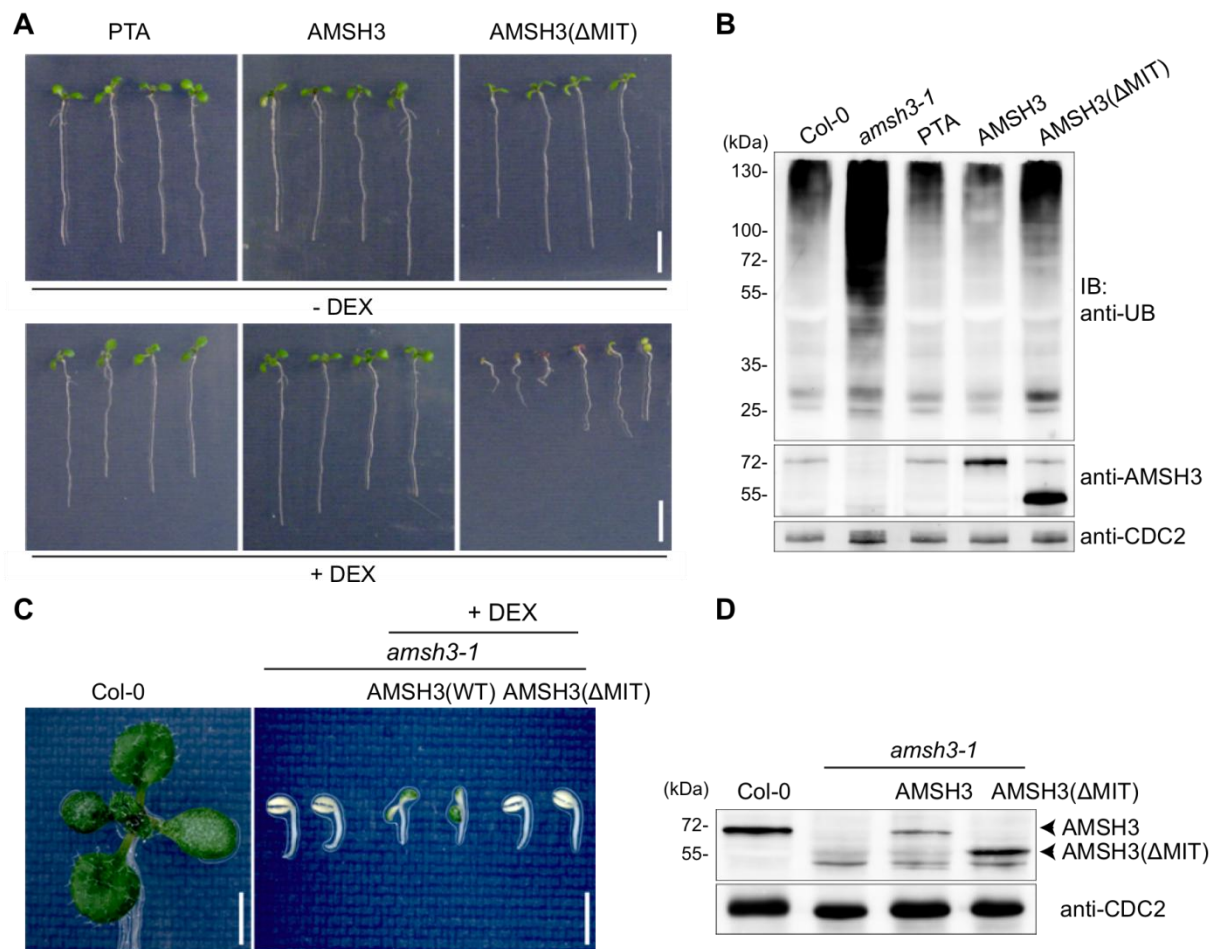 A
PTA
AMSH3
AMSH3(ΔMIT)
- DEX
+ DEX
B
Col-0
amsh3-1
PTA
AMSH3
AMSH3(ΔMIT)
(kDa)
130-
100-
72-
55-
25-
IB:
anti-UB
72-
55-
anti-AMSH3
anti-CDC2
C
+ DEX
amsh3-1
Col-0
AMSH3(WT) AMSH3(ΔMIT)
D
amsh3-1
(kDa)
Col-0
AMSH3
AMSH3(ΔMIT)
72-
55-
AMSH3
AMSH3(ΔMIT)
anti-CDC2